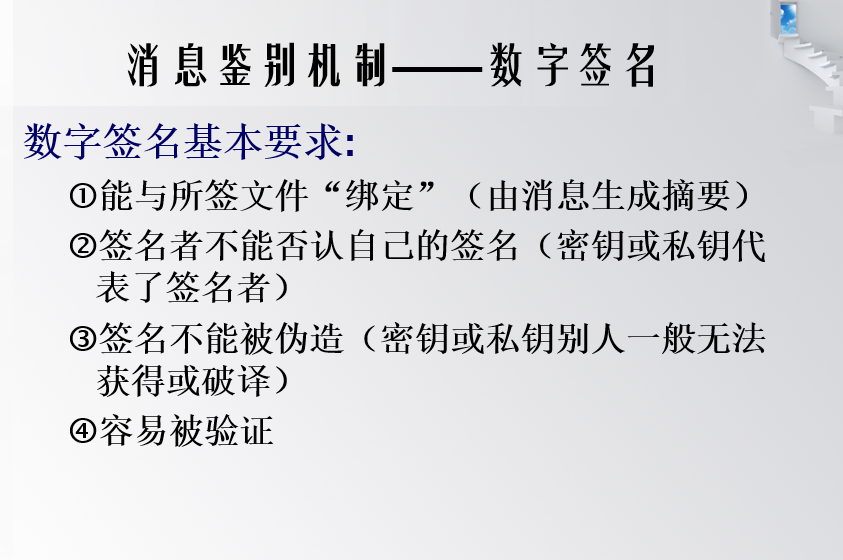 消息鉴别机制——数字签名
数字签名基本要求:
①能与所签文件“绑定”（由消息生成摘要）
②签名者不能否认自己的签名（密钥或私钥代
表了签名者）
③签名不能被伪造（密钥或私钥别人一般无法
获得或破译）
④容易被验证